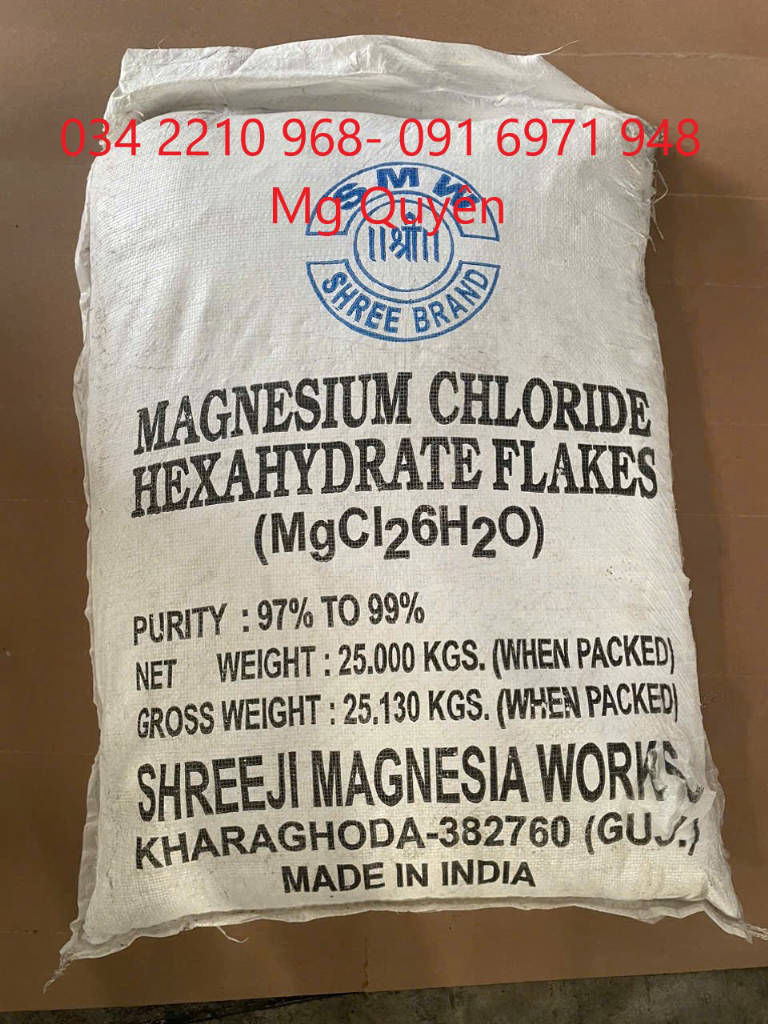 034 2210 968- 091 6971 948
Mg Quyên
SMW
॥श्री॥
SHREE BRAND
MAGNESIUM CHLORIDE
HEXAHYDRATE FLAKES
(MgCl26H2O)
PURITY : 97% TO 99%
NET WEIGHT : 25.000 KGS. (WHEN PACKED)
GROSS WEIGHT : 25.130 KGS. (WHEN PACKED)
SHREEJI MAGNESIA WORKS
KHARAGHODA-382760 (GUJ.)
MADE IN INDIA